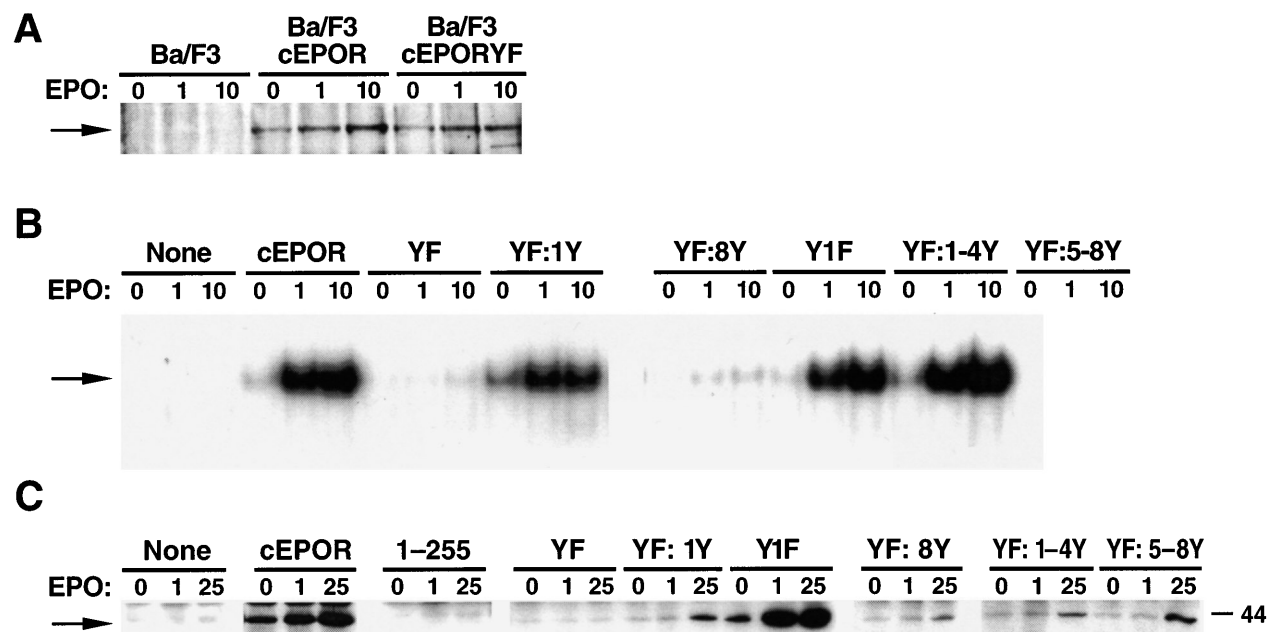 A
Ba/F3 Ba/F3 Ba/F3
cEPOR cEPORYF
EPO: 0 1 10 0 1 10 0 1 10
B
None cEPOR YF YF:1Y YF:8Y Y1F YF:1-4Y YF:5-8Y
EPO: 0 1 10 0 1 10 0 1 10 0 1 10 0 1 10 0 1 10 0 1 10 0 1 10
C
None cEPOR 1–255 YF YF: 1Y Y1F YF: 8Y YF: 1–4Y YF: 5–8Y
EPO: 0 1 25 0 1 25 0 1 25 0 1 25 0 1 25 0 1 25 0 1 25 0 1 25 0 1 25
— 44